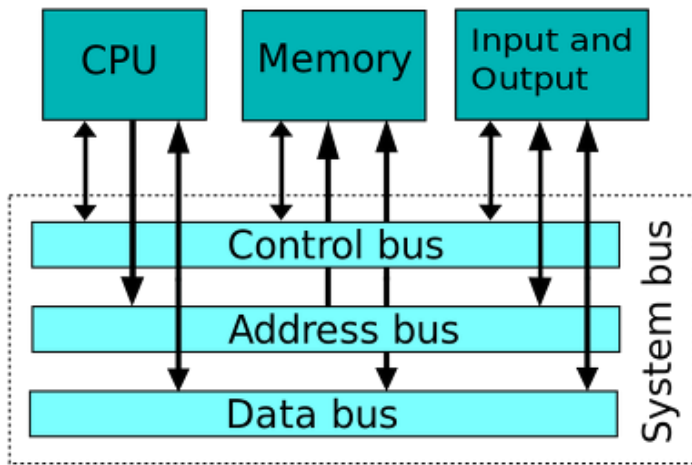 CPU
Memory
Input and
Output
Control bus
Address bus
Data bus
System bus